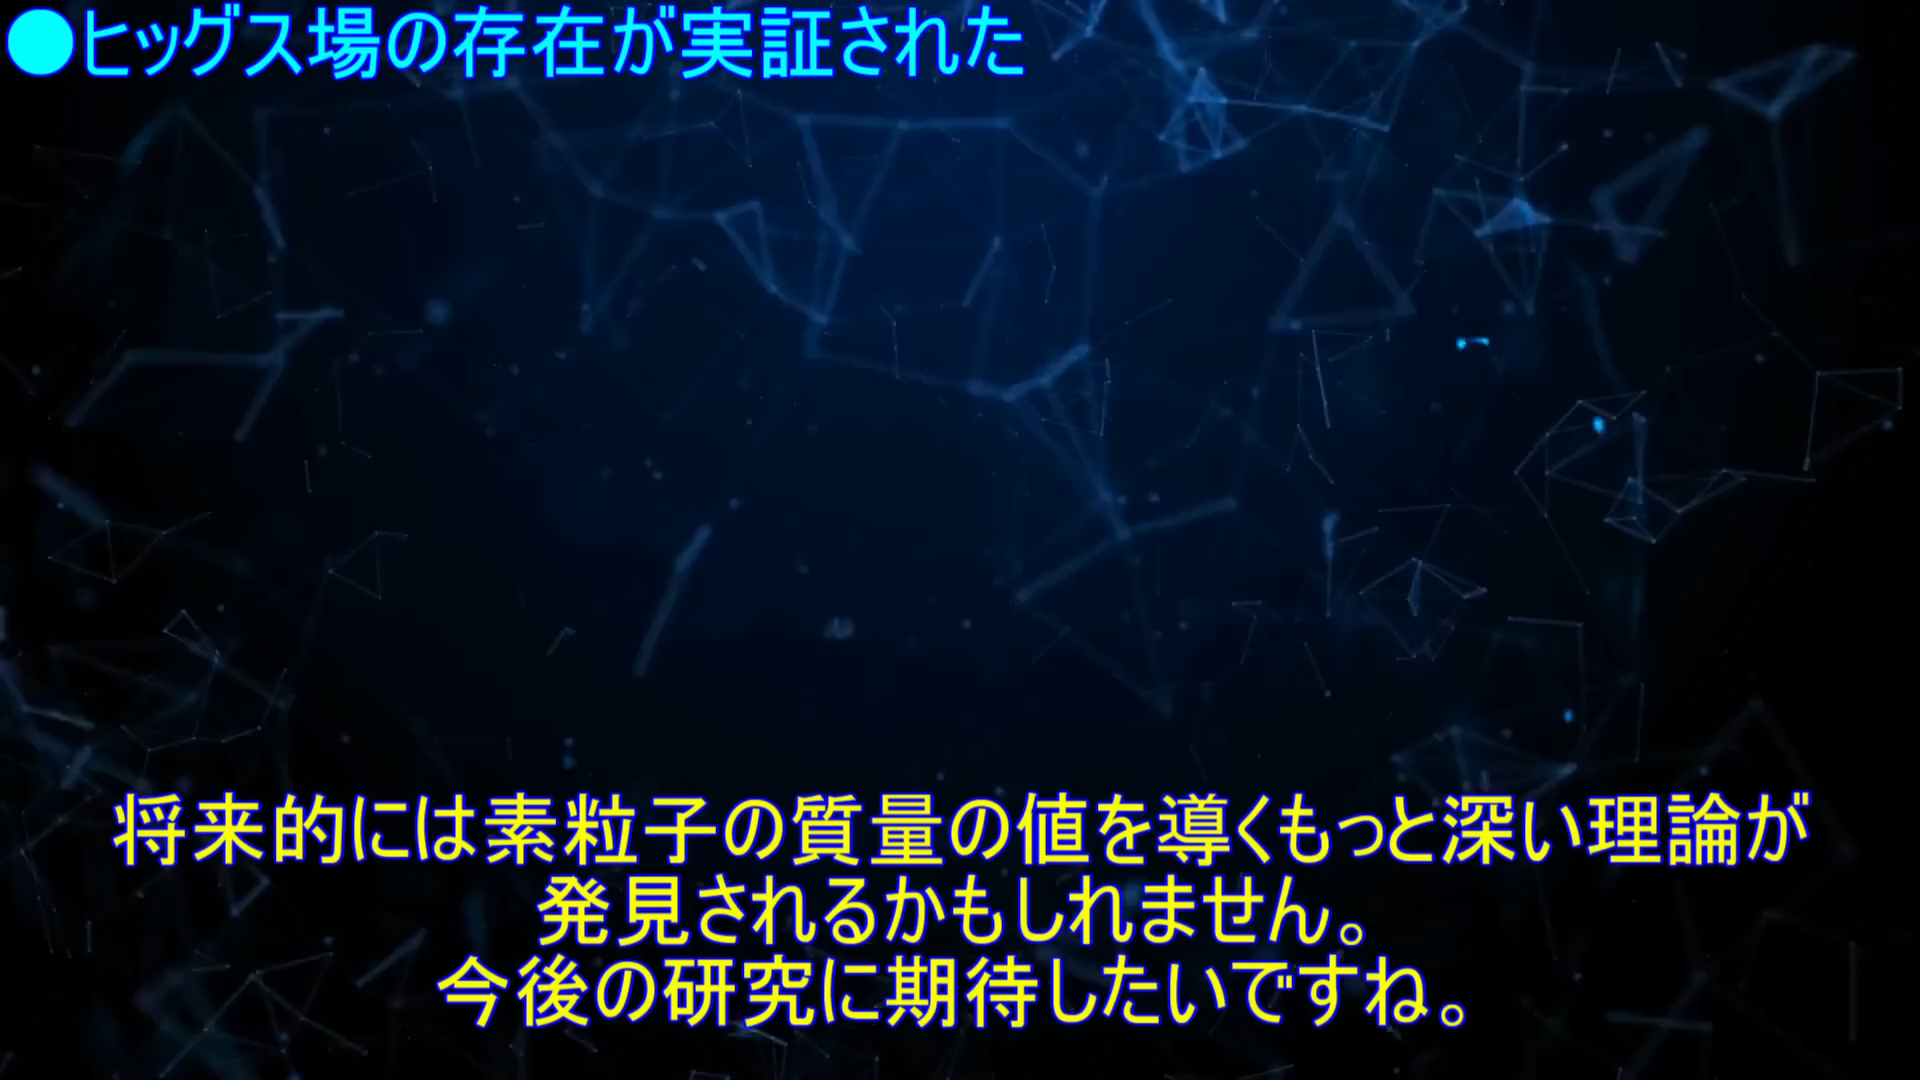 ●ヒッグス場の存在が実証された
将来的には素粒子の質量の値を導くもっと深い理論が
発見されるかもしれません。
今後の研究に期待したいですね。